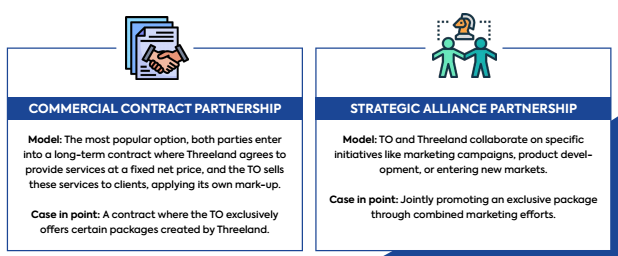 COMMERCIAL CONTRACT PARTNERSHIP
Model: The most popular option, both parties enter
into a long-term contract where Threeland agrees to
provide services at a fixed net price, and the TO sells
these services to clients, applying its own mark-up.
Case in point: A contract where the TO exclusively
offers certain packages created by Threeland.
STRATEGIC ALLIANCE PARTNERSHIP
Model: TO and Threeland collaborate on specific
initiatives like marketing campaigns, product devel-
opment, or entering new markets.
Case in point: Jointly promoting an exclusive package
through combined marketing efforts.